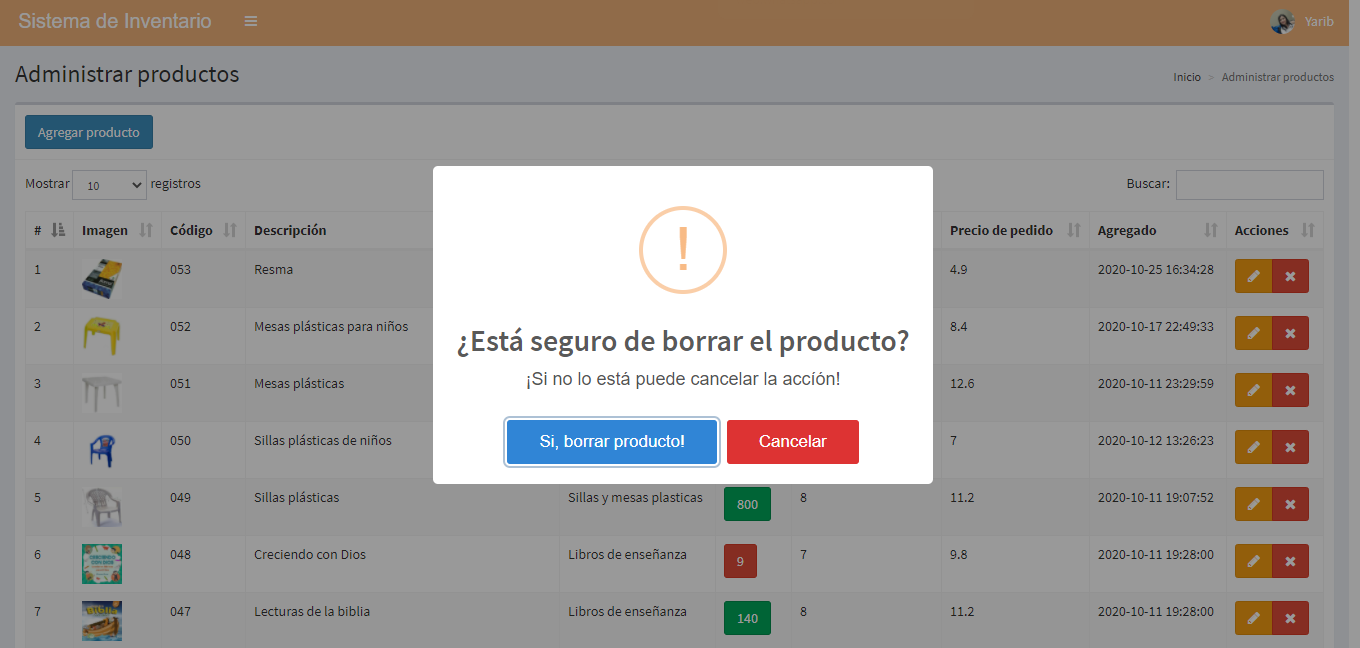 Sistema de Inventario
Yarib
Administrar productos
Inicio > Administrar productos
Agregar producto
Mostrar 10 registros
Buscar:
!
¿Está seguro de borrar el producto?
¡Si no lo está puede cancelar la accíón!
Si, borrar producto! Cancelar
# Imagen Código Descripción Precio de pedido Agregado Acciones
1 053 Resma 4.9 2020-10-25 16:34:28
2 052 Mesas plásticas para niños 8.4 2020-10-17 22:49:33
3 051 Mesas plásticas 12.6 2020-10-11 23:29:59
4 050 Sillas plásticas de niños 7 2020-10-12 13:26:23
5 049 Sillas plásticas Sillas y mesas plasticas 800 8 11.2 2020-10-11 19:07:52
6 048 Creciendo con Dios Libros de enseñanza 9 7 9.8 2020-10-11 19:28:00
7 047 Lecturas de la biblia Libros de enseñanza 140 8 11.2 2020-10-11 19:28:00